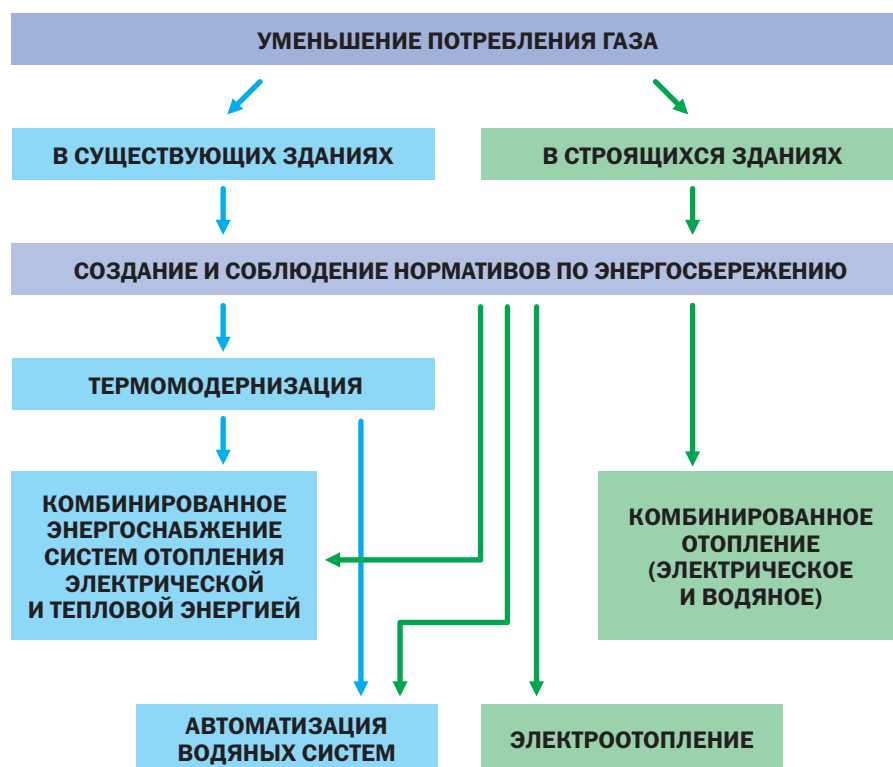 УМЕНЬШЕНИЕ ПОТРЕБЛЕНИЯ ГАЗА
В СУЩЕСТВУЮЩИХ ЗДАНИЯХ
В СТРОЯЩИХСЯ ЗДАНИЯХ
СОЗДАНИЕ И СОБЛЮДЕНИЕ НОРМАТИВОВ ПО ЭНЕРГОСБЕРЕЖЕНИЮ
ТЕРМОМОДЕРНИЗАЦИЯ
КОМБИНИРОВАННОЕ
ЭНЕРГОСНАБЖЕНИЕ
СИСТЕМ ОТОПЛЕНИЯ
ЭЛЕКТРИЧЕСКОЙ
И ТЕПЛОВОЙ ЭНЕРГИЕЙ
КОМБИНИРОВАННОЕ
ОТОПЛЕНИЕ
(ЭЛЕКТРИЧЕСКОЕ
И ВОДЯНОЕ)
АВТОМАТИЗАЦИЯ
ВОДЯНЫХ СИСТЕМ
ЭЛЕКТРООТОПЛЕНИЕ